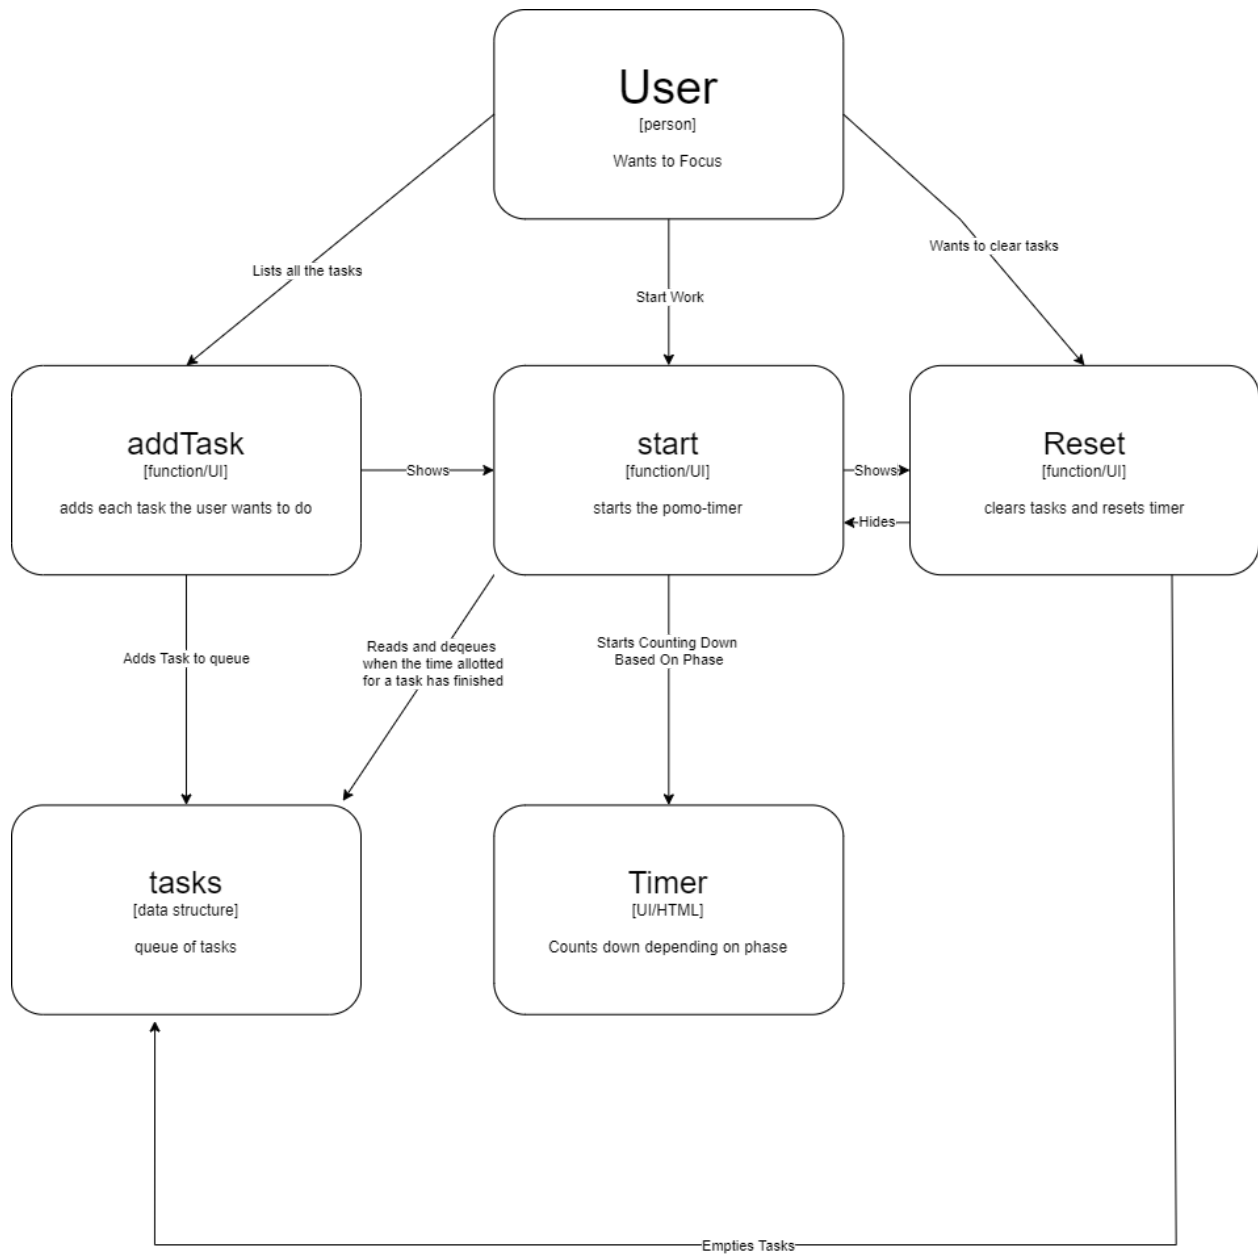 User
[person]
Wants to Focus
Lists all the tasks
Start Work
Wants to clear tasks
addTask
[function/UI]
adds each task the user wants to do
Shows
start
[function/UI]
starts the pomo-timer
Shows
Hides
Reset
[function/UI]
clears tasks and resets timer
Adds Task to queue
Reads and deqeues
when the time allotted
for a task has finished
Starts Counting Down
Based On Phase
tasks
[data structure]
queue of tasks
Timer
[UI/HTML]
Counts down depending on phase
Empties Tasks